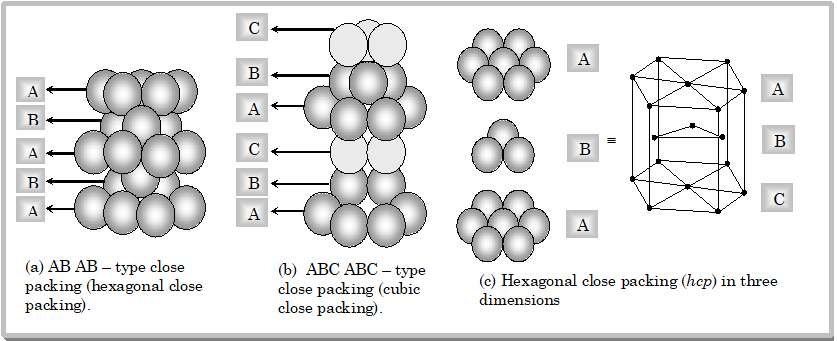 A
B
A
B
A
(a) AB AB – type close
packing (hexagonal close
packing).
C
B
A
C
B
A
(b) ABC ABC – type
close packing (cubic
close packing).
A
B
A
≡
A
B
C
(c) Hexagonal close packing (hcp) in three
dimensions